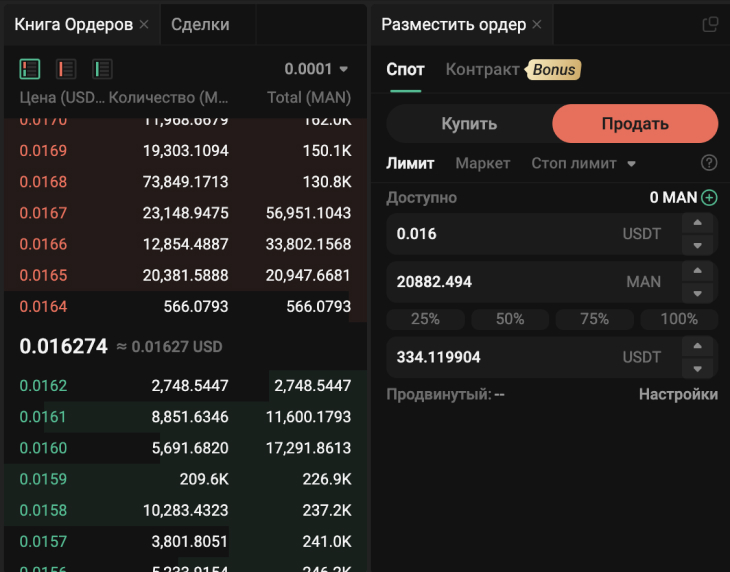 Книга Ордеров × Сделки
0.0001
Цена (USD... Количество (М... Total (MAN)
0.0170 11,968.6679 162.0K
0.0169 19,303.1094 150.1K
0.0168 73,849.1713 130.8K
0.0167 23,148.9475 56,951.1043
0.0166 12,854.4887 33,802.1568
0.0165 20,381.5888 20,947.6681
0.0164 566.0793 566.0793
0.016274 ≈ 0.01627 USD
0.0162 2,748.5447 2,748.5447
0.0161 8,851.6346 11,600.1793
0.0160 5,691.6820 17,291.8613
0.0159 209.6K 226.9K
0.0158 10,283.4323 237.2K
0.0157 3,801.8051 241.0K
0.0156 5,233.9154 246.2K
Разместить ордер ×
Спот Контракт Bonus
Купить Продать
Лимит Маркет Стоп лимит ?
Доступно 0 MAN
0.016 USDT
20882.494 MAN
25% 50% 75% 100%
334.119904 USDT
Продвинутый: -- Настройки